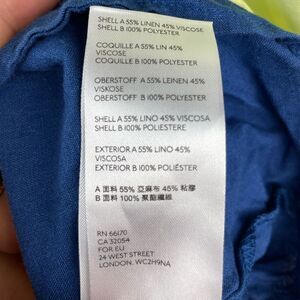 SHELL A 55% LINEN 45% VISCOSE
SHELL B 100% POLYESTER
COQUILLE A 55% LIN 45%
VISCOSE
COQUILLE B 100% POLYESTER
OBERSTOFF A 55% LEINEN 45%
VISKOSE
OBERSTOFF B 100% POLYESTER
SHELL A 55% LINO 45% VISCOSA
SHELL B 100% POLIESTERE
EXTERIOR A 55% LINO 45%
VISCOSA
EXTERIOR B 100% POLIÉSTER
A 面料 55% 亞麻布 45% 粘膠
B 面料 100% 聚酯纖維
RN 66170
CA 32054
FOR EU
24 WEST STREET
LONDON, WC2H9NA